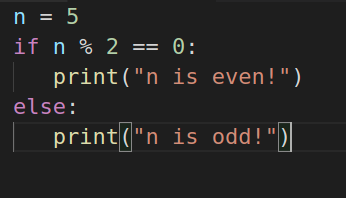 n = 5
if n % 2 == 0:
   print("n is even!")
else:
   print("n is odd!")